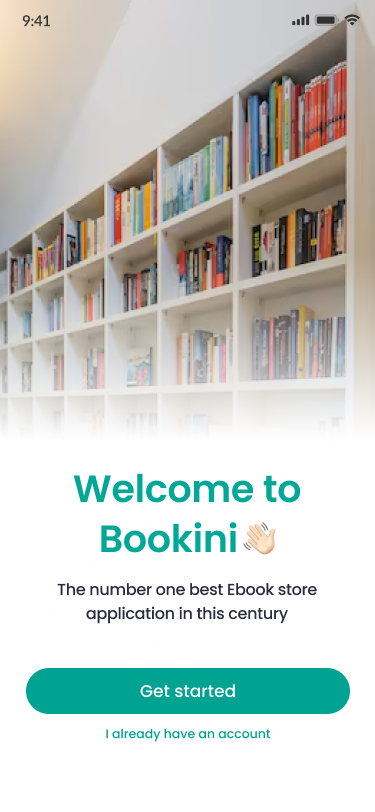 9:41
Welcome to
Bookini👋🏻
The number one best Ebook store
application in this century
Get started
I already have an account